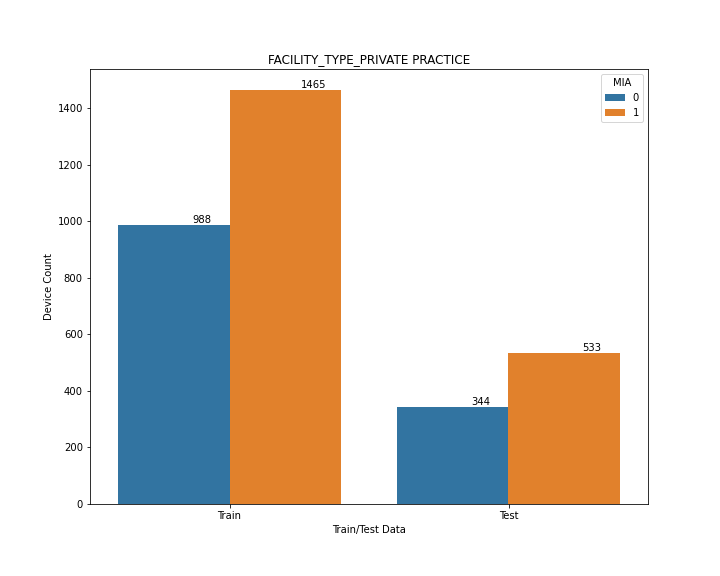 FACILITY_TYPE_PRIVATE PRACTICE
MIA
0
1
1465
988
533
344
1400
1200
1000
800
600
400
200
0
Device Count
Train
Test
Train/Test Data